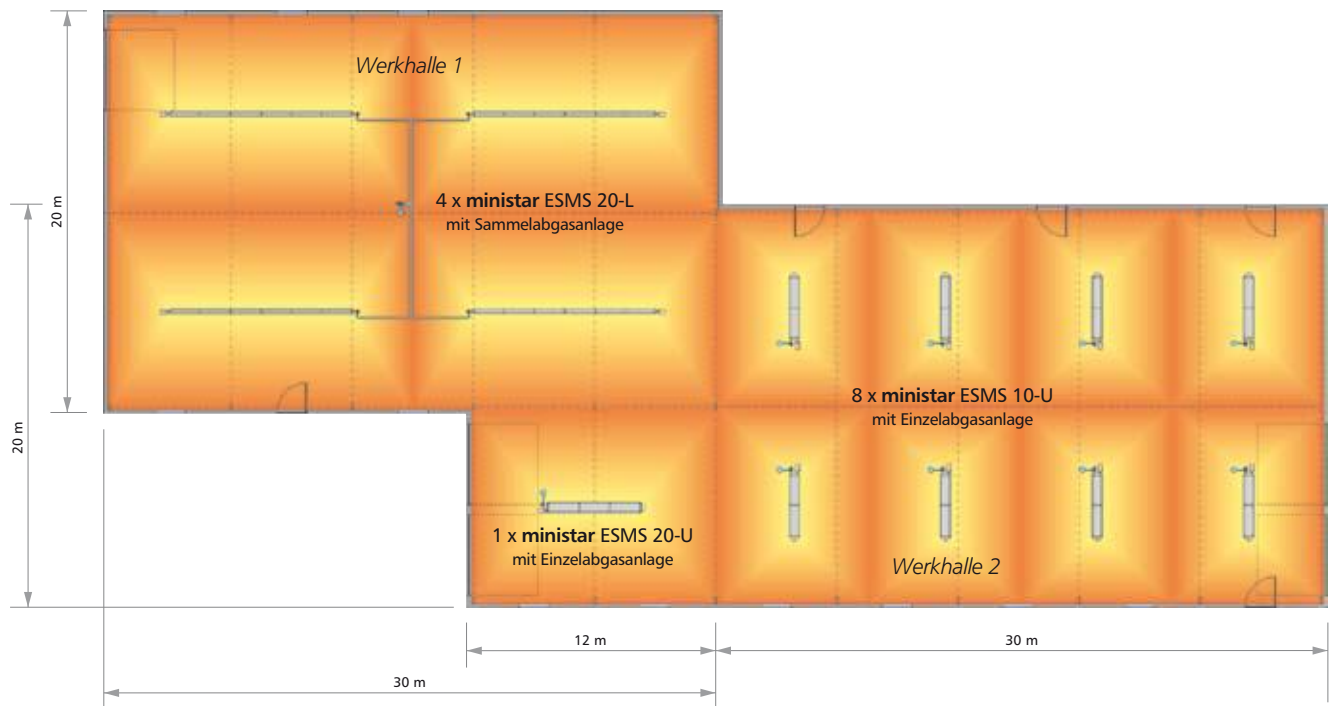 Werkhalle 1
20 m
4 x ministar ESMS 20-L
mit Sammelabgasanlage
20 m
8 x ministar ESMS 10-U
mit Einzelabgasanlage
1 x ministar ESMS 20-U
mit Einzelabgasanlage
Werkhalle 2
12 m
30 m
30 m